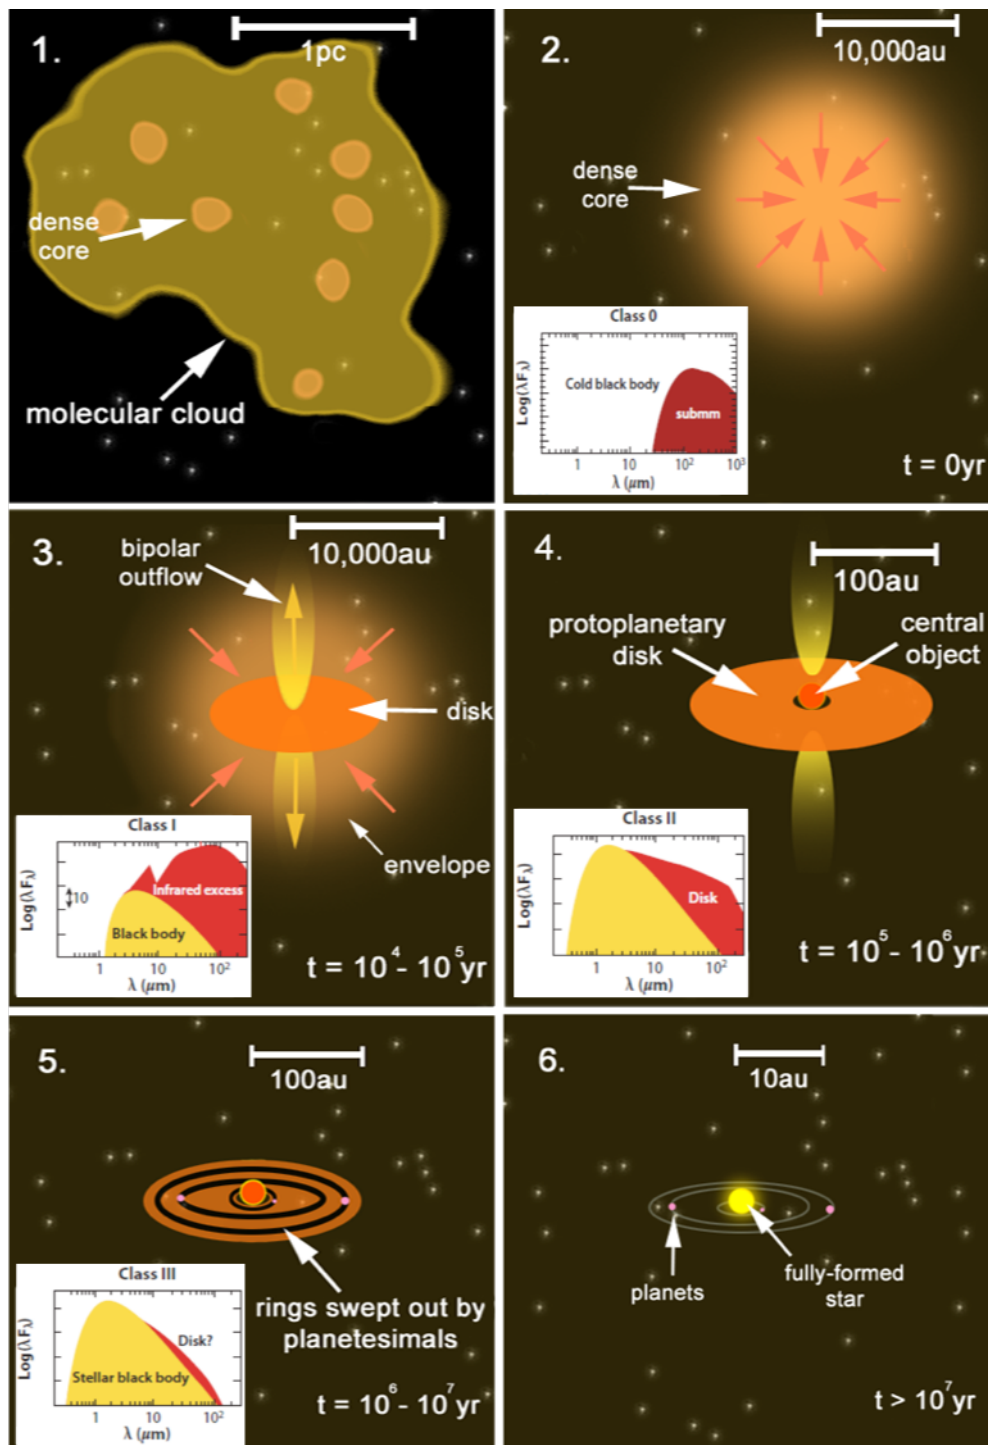 1.
1pc
dense
core
molecular cloud
2.
10,000au
dense
core
Class 0
Log(λFλ)
Cold black body
submm
1 10 10² 10³
λ (μm)
t = 0yr
3.
bipolar
outflow
10,000au
disk
envelope
Class I
Log(λFλ)
10
Infrared excess
Black body
1 10 10²
λ (μm)
t = 10⁴ - 10⁵yr
4.
100au
protoplanetary
disk
central
object
Class II
Log(λFλ)
Disk
1 10 10²
λ (μm)
t = 10⁵ - 10⁶yr
5.
100au
rings swept out by
planetesimals
Class III
Log(λFλ)
Disk?
Stellar black body
1 10 10²
λ (μm)
t = 10⁶ - 10⁷yr
6.
10au
planets
fully-formed
star
t > 10⁷yr